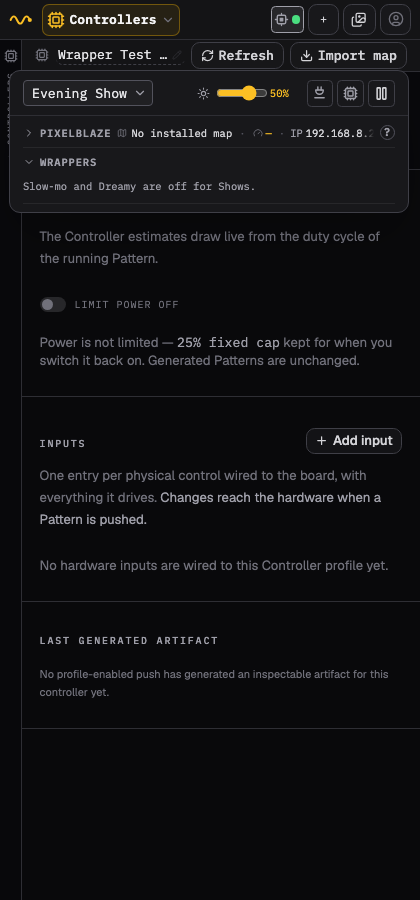 Controllers
+
Wrapper Test …
Refresh
Import map
Evening Show
50%
PIXELBLAZE No installed map · – · IP 192.168.8.2 ?
WRAPPERS
Slow-mo and Dreamy are off for Shows.
The Controller estimates draw live from the duty cycle of
the running Pattern.
LIMIT POWER OFF
Power is not limited — 25% fixed cap kept for when you
switch it back on. Generated Patterns are unchanged.
INPUTS
+ Add input
One entry per physical control wired to the board, with
everything it drives. Changes reach the hardware when a
Pattern is pushed.
No hardware inputs are wired to this Controller profile yet.
LAST GENERATED ARTIFACT
No profile-enabled push has generated an inspectable artifact for this
controller yet.